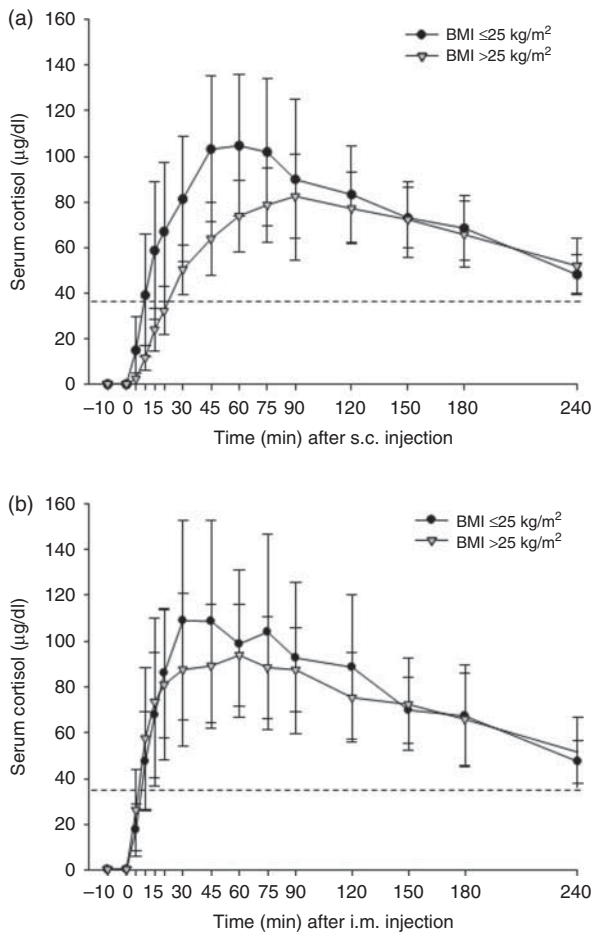 (a)
160
140
120
100
80
60
40
20
0
Serum cortisol (µg/dl)
BMI ≤25 kg/m²
BMI >25 kg/m²
–10 0 15 30 45 60 75 90 120 150 180 240
Time (min) after s.c. injection
(b)
160
140
120
100
80
60
40
20
0
Serum cortisol (µg/dl)
BMI ≤25 kg/m²
BMI >25 kg/m²
–10 0 15 30 45 60 75 90 120 150 180 240
Time (min) after i.m. injection